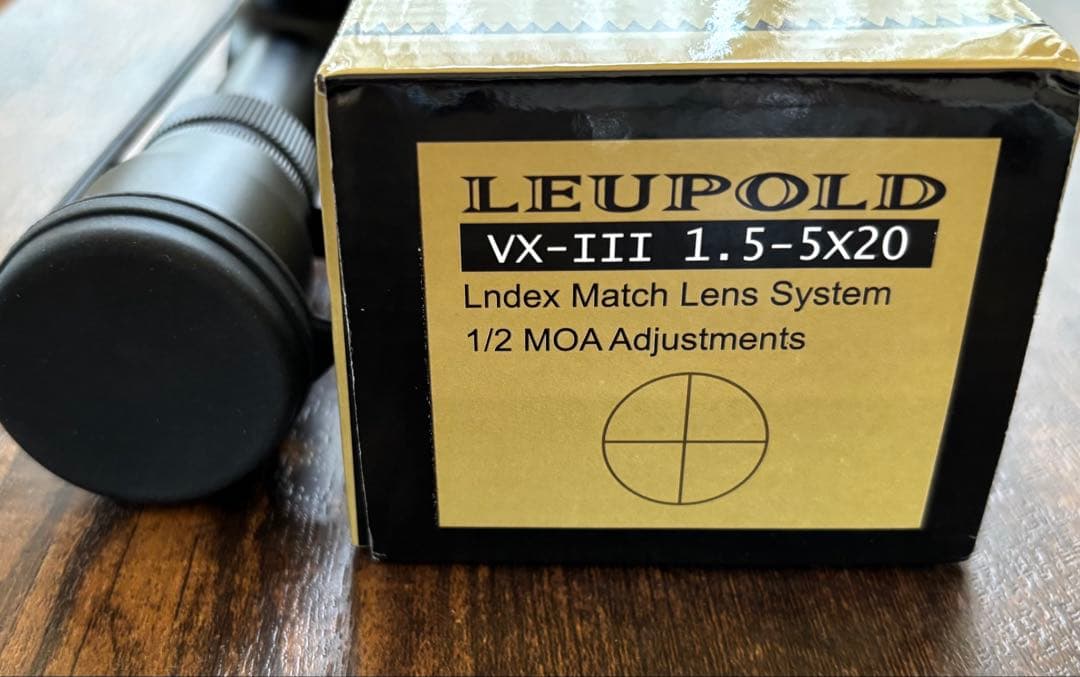 LEUPOLD
VX-III 1.5-5X20
Lndex Match Lens System
1/2 MOA Adjustments